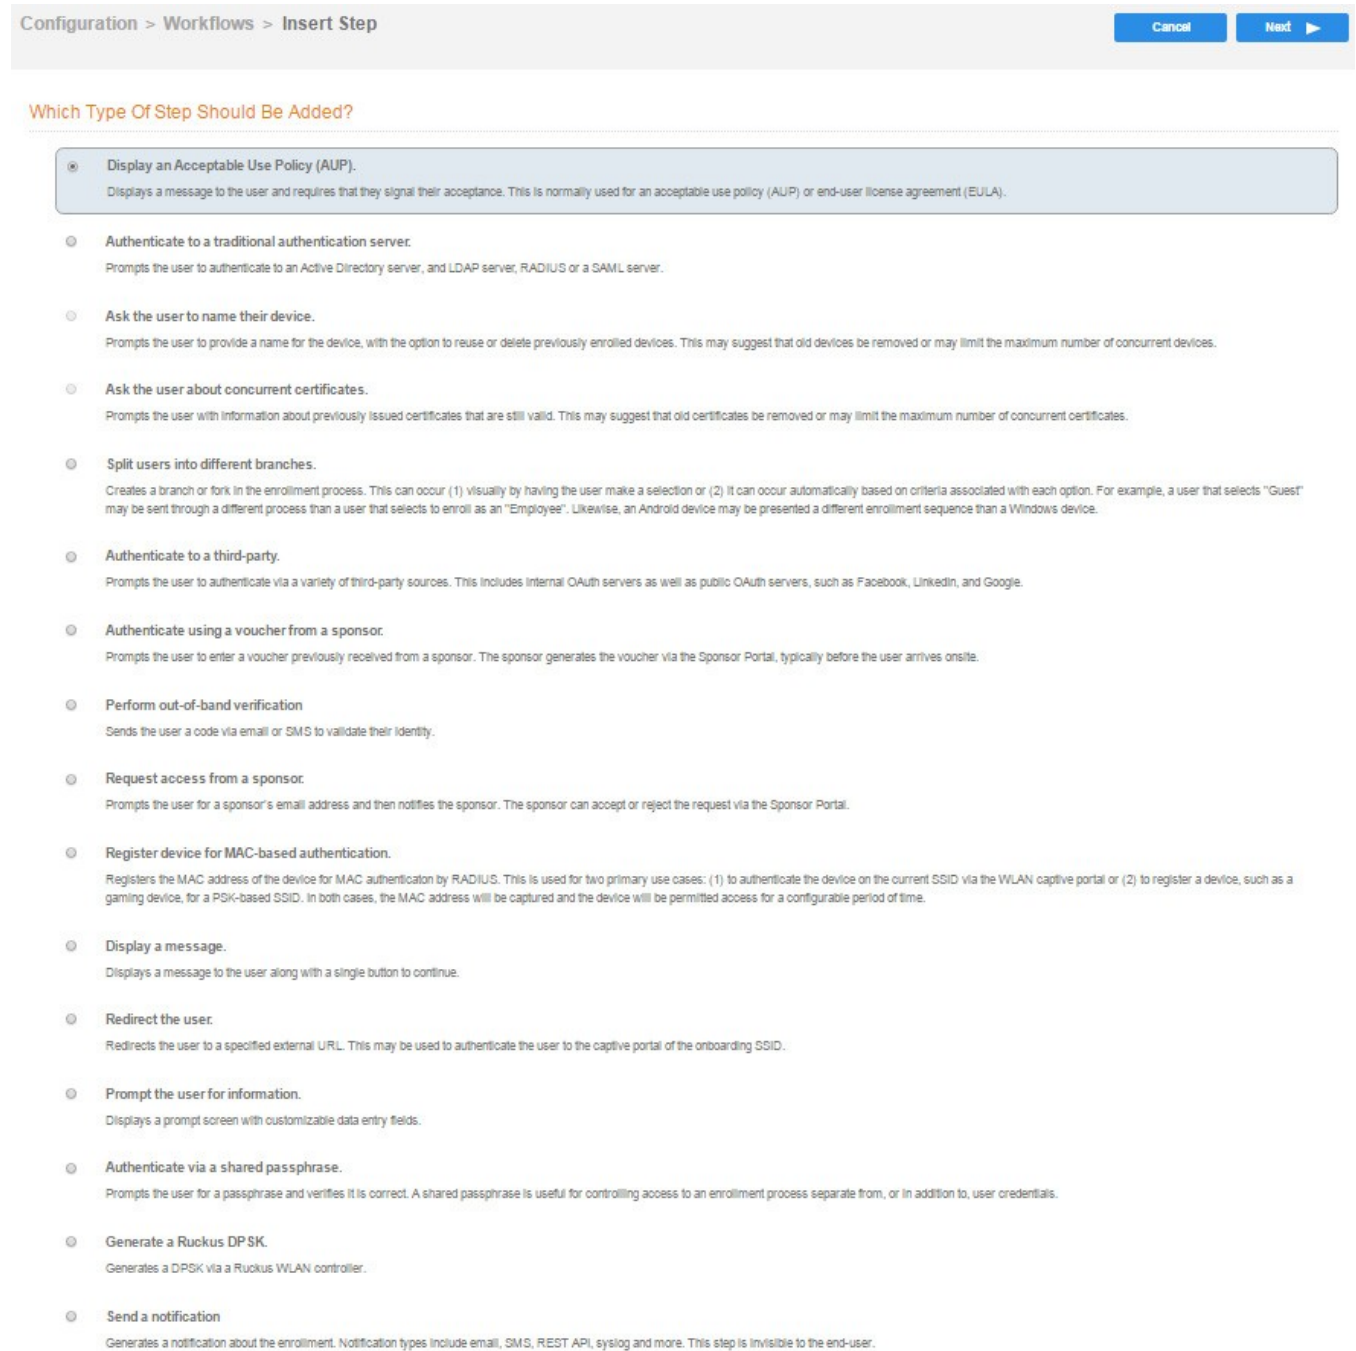 Configuration > Workflows > Insert Step
Cancel
Next
Which Type Of Step Should Be Added?
Display an Acceptable Use Policy (AUP).
Displays a message to the user and requires that they signal their acceptance. This is normally used for an acceptable use policy (AUP) or end-user license agreement (EULA).
Authenticate to a traditional authentication server.
Prompts the user to authenticate to an Active Directory server, and LDAP server, RADIUS or a SAML server.
Ask the user to name their device.
Prompts the user to provide a name for the device, with the option to reuse or delete previously enrolled devices. This may suggest that old devices be removed or may limit the maximum number of concurrent devices.
Ask the user about concurrent certificates.
Prompts the user with information about previously issued certificates that are still valid. This may suggest that old certificates be removed or may limit the maximum number of concurrent certificates.
Split users into different branches.
Creates a branch or fork in the enrollment process. This can occur (1) visually by having the user make a selection or (2) it can occur automatically based on criteria associated with each option. For example, a user that selects "Guest"
may be sent through a different process than a user that selects to enroll as an "Employee". Likewise, an Android device may be presented a different enrollment sequence than a Windows device.
Authenticate to a third-party.
Prompts the user to authenticate via a variety of third-party sources. This includes internal OAuth servers as well as public OAuth servers, such as Facebook, LinkedIn, and Google.
Authenticate using a voucher from a sponsor.
Prompts the user to enter a voucher previously received from a sponsor. The sponsor generates the voucher via the Sponsor Portal, typically before the user arrives onsite.
Perform out-of-band verification
Sends the user a code via email or SMS to validate their identity.
Request access from a sponsor.
Prompts the user for a sponsor's email address and then notifies the sponsor. The sponsor can accept or reject the request via the Sponsor Portal.
Register device for MAC-based authentication.
Registers the MAC address of the device for MAC authenticaton by RADIUS. This is used for two primary use cases: (1) to authenticate the device on the current SSID via the WLAN captive portal or (2) to register a device, such as a
gaming device, for a PSK-based SSID. In both cases, the MAC address will be captured and the device will be permitted access for a configurable period of time.
Display a message.
Displays a message to the user along with a single button to continue.
Redirect the user.
Redirects the user to a specified external URL. This may be used to authenticate the user to the captive portal of the onboarding SSID.
Prompt the user for information.
Displays a prompt screen with customizable data entry fields.
Authenticate via a shared passphrase.
Prompts the user for a passphrase and verifies it is correct. A shared passphrase is useful for controlling access to an enrollment process separate from, or in addition to, user credentials.
Generate a Ruckus DPSK.
Generates a DPSK via a Ruckus WLAN controller.
Send a notification
Generates a notification about the enrollment. Notification types include email, SMS, REST API, syslog and more. This step is invisible to the end-user.